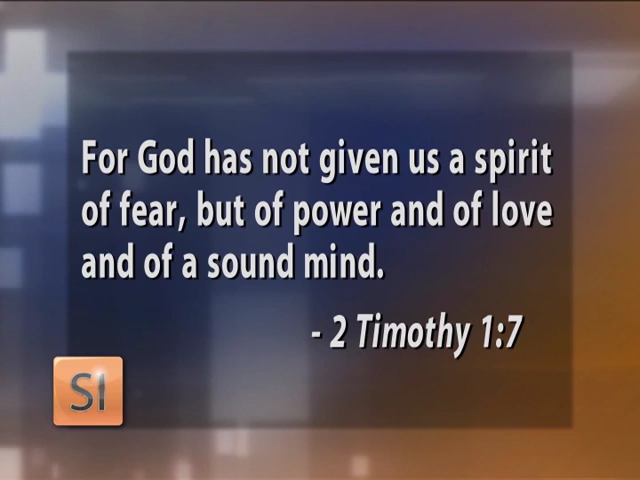 For God has not given us a spirit
of fear, but of power and of love
and of a sound mind.
- 2 Timothy 1:7
SI